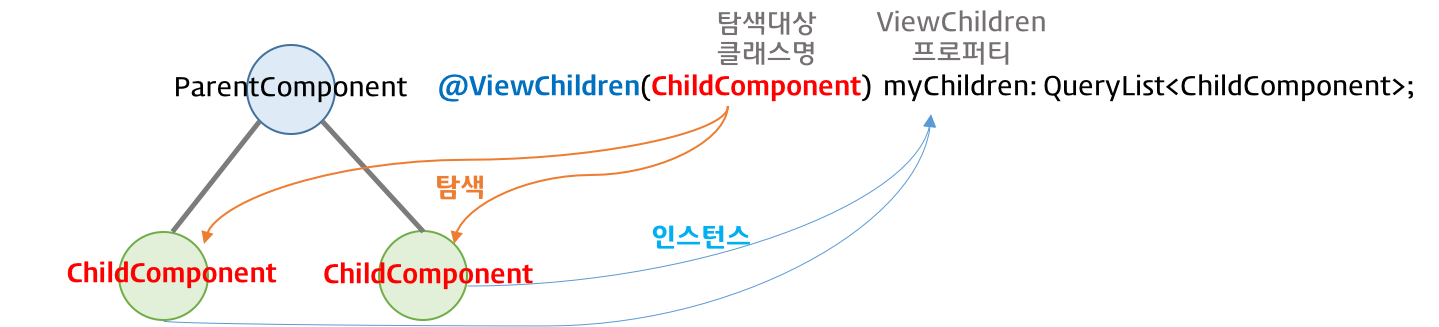 탐색대상
클래스명
ViewChildren
프로퍼티
ParentComponent
@ViewChildren(ChildComponent) myChildren: QueryList<ChildComponent>;
탐색
인스턴스
ChildComponent
ChildComponent